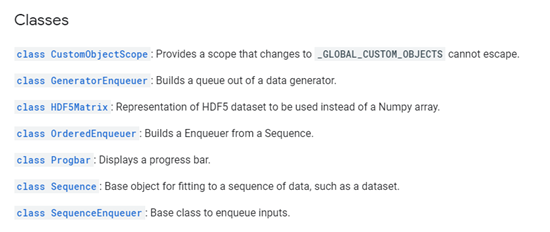 Classes
class CustomObjectScope : Provides a scope that changes to _GLOBAL_CUSTOM_OBJECTS cannot escape.
class GeneratorEnqueuer : Builds a queue out of a data generator.
class HDF5Matrix : Representation of HDF5 dataset to be used instead of a Numpy array.
class OrderedEnqueuer : Builds a Enqueuer from a Sequence.
class Progbar : Displays a progress bar.
class Sequence : Base object for fitting to a sequence of data, such as a dataset.
class SequenceEnqueuer : Base class to enqueue inputs.